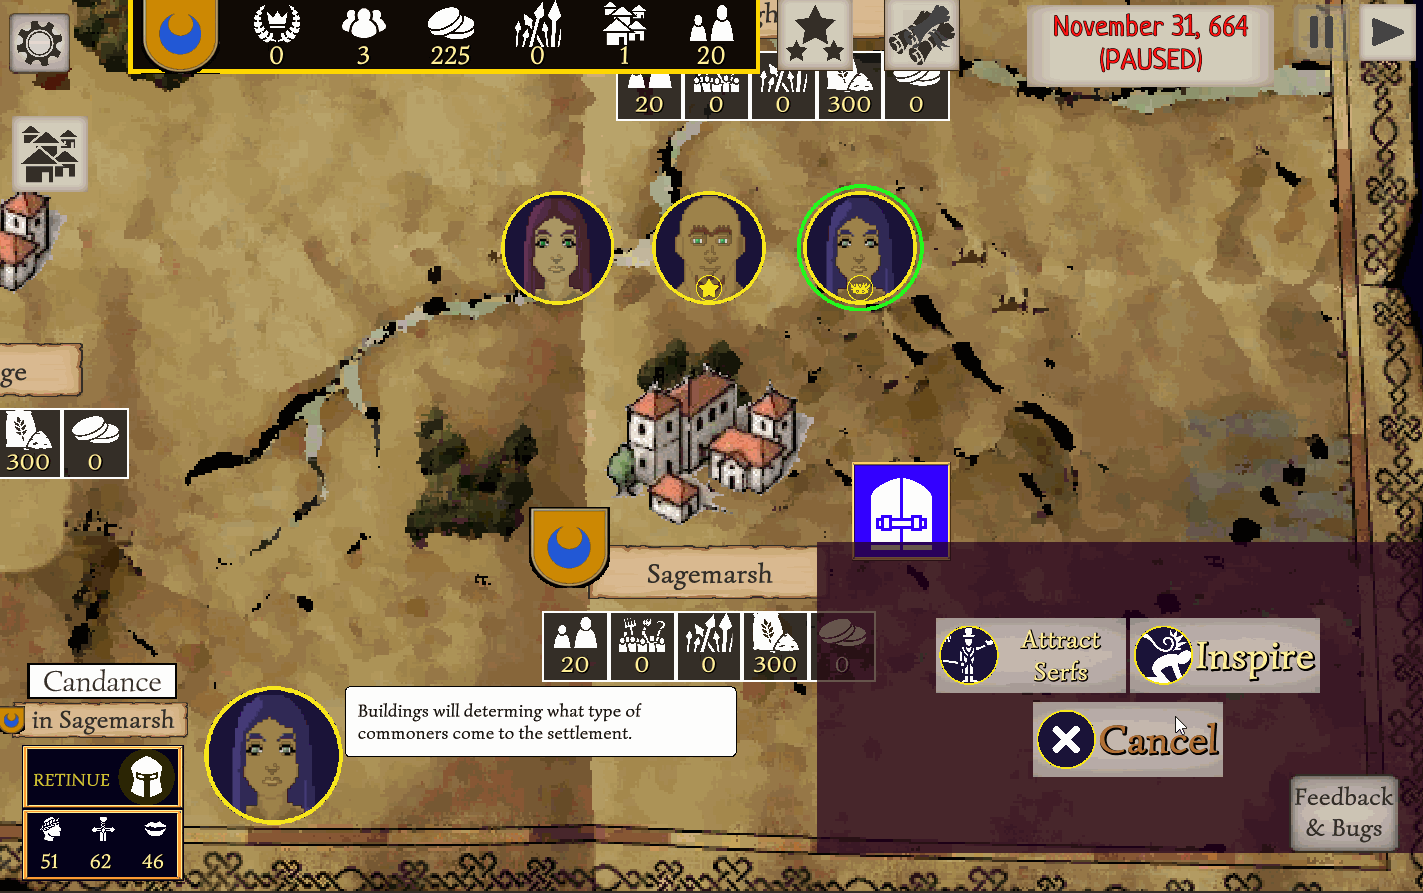 0 3 225 0 1 20
November 31, 664
(PAUSED)
20 0 0 300 0
ge
300 0
Sagemarsh
20 0 0 300 0
Candance
in Sagemarsh
RETINUE
51 62 46
Buildings will determing what type of
commoners come to the settlement.
Attract
Serfs
Inspire
Cancel
Feedback
& Bugs